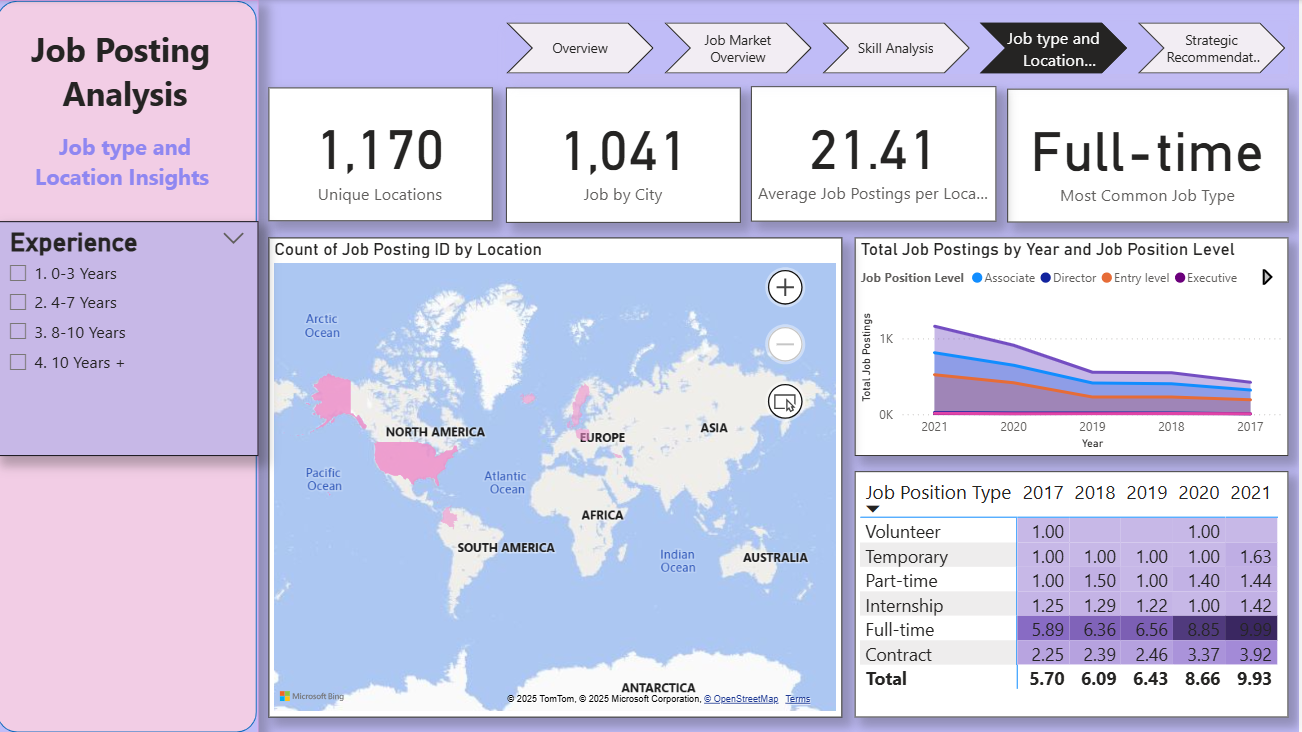 Job Posting
Analysis
Job type and
Location Insights
Experience
1. 0-3 Years
2. 4-7 Years
3. 8-10 Years
4. 10 Years +
Overview
Job Market
Overview
Skill Analysis
Job type and
Location...
Strategic
Recommendat..
1,170
Unique Locations
1,041
Job by City
21.41
Average Job Postings per Loca...
Full-time
Most Common Job Type
Count of Job Posting ID by Location
Arctic
Ocean
NORTH AMERICA
EUROPE
ASIA
Pacific
Ocean
Atlantic
Ocean
AFRICA
SOUTH AMERICA
Indian
Ocean
AUSTRALIA
ANTARCTICA
Microsoft Bing
© 2025 TomTom, © 2025 Microsoft Corporation, © OpenStreetMap Terms
Total Job Postings by Year and Job Position Level
Job Position Level Associate Director Entry level Executive
Total Job Postings
1K
0K
2021 2020 2019 2018 2017
Year
Job Position Type 2017 2018 2019 2020 2021
Volunteer 1.00 1.00
Temporary 1.00 1.00 1.00 1.00 1.63
Part-time 1.00 1.50 1.00 1.40 1.44
Internship 1.25 1.29 1.22 1.00 1.42
Full-time 5.89 6.36 6.56 8.85 9.99
Contract 2.25 2.39 2.46 3.37 3.92
Total 5.70 6.09 6.43 8.66 9.93